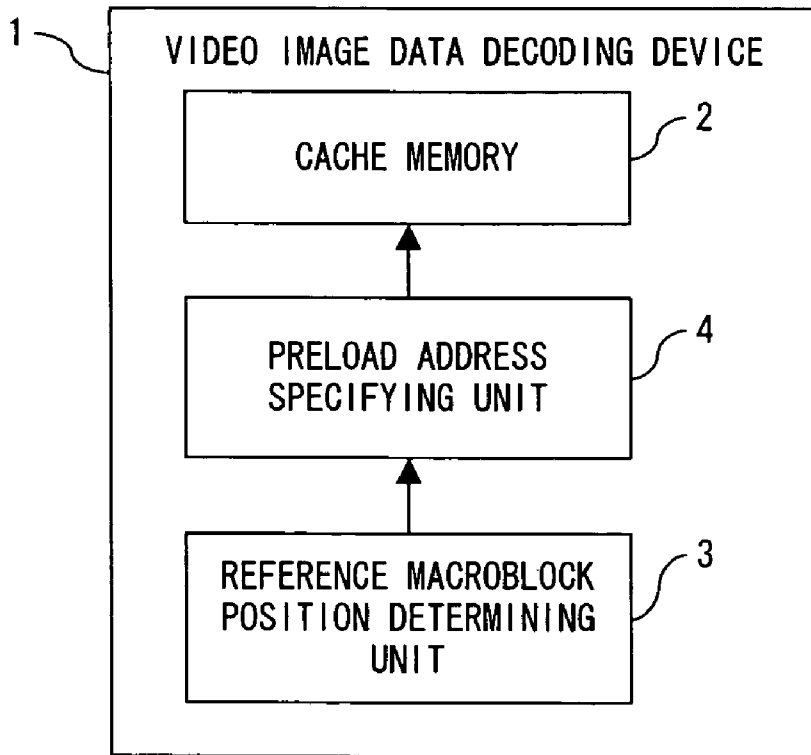 1
VIDEO IMAGE DATA DECODING DEVICE
2
CACHE MEMORY
4
PRELOAD ADDRESS
SPECIFYING UNIT
3
REFERENCE MACROBLOCK
POSITION DETERMINING
UNIT